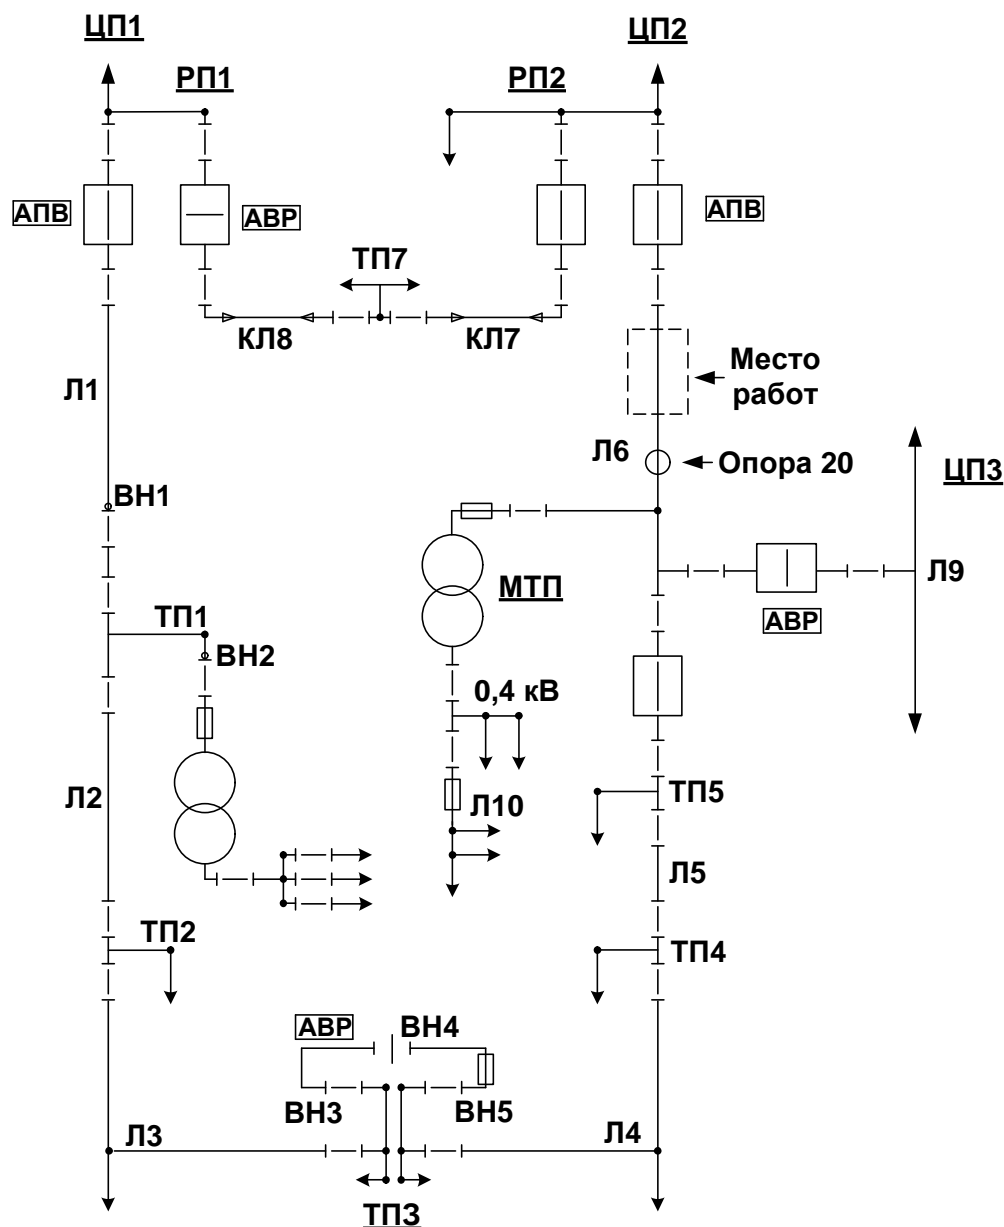 ЦП1
ЦП2
РП1
РП2
АПВ
АВР
АПВ
ТП7
КЛ8
КЛ7
Место
работ
Л1
Л6
Опора 20
ЦП3
ВН1
МТП
Л9
ТП1
АВР
ВН2
0,4 кВ
Л2
Л10
ТП5
Л5
ТП2
ТП4
АВР
ВН4
ВН3
ВН5
Л3
Л4
ТП3